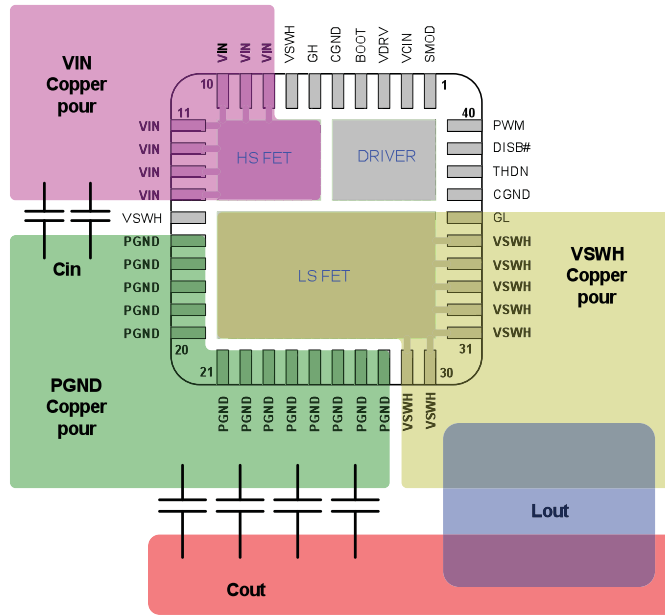 VIN
Copper
pour
VIN
VIN
VIN
VSWH
GH
CGND
BOOT
VDRV
VCIN
SMOD
10
1
11
40
VIN
VIN
VIN
VIN
VSWH
PGND
PGND
PGND
PGND
PGND
HS FET
DRIVER
LS FET
PWM
DISB#
THDN
CGND
GL
VSWH
VSWH
VSWH
VSWH
VSWH
VSWH
Copper
pour
Cin
20
21
31
30
PGND
Copper
pour
PGND
PGND
PGND
PGND
PGND
PGND
PGND
PGND
VSWH
VSWH
Lout
Cout